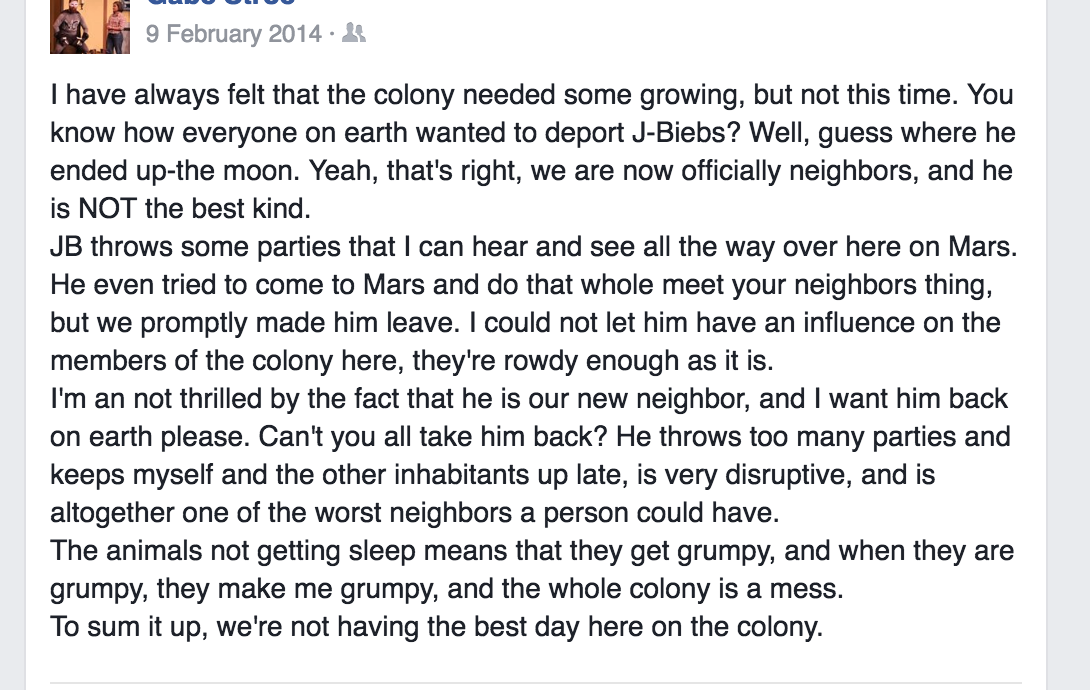 9 February 2014 ·
I have always felt that the colony needed some growing, but not this time. You
know how everyone on earth wanted to deport J-Biebs? Well, guess where he
ended up-the moon. Yeah, that's right, we are now officially neighbors, and he
is NOT the best kind.
JB throws some parties that I can hear and see all the way over here on Mars.
He even tried to come to Mars and do that whole meet your neighbors thing,
but we promptly made him leave. I could not let him have an influence on the
members of the colony here, they're rowdy enough as it is.
I'm an not thrilled by the fact that he is our new neighbor, and I want him back
on earth please. Can't you all take him back? He throws too many parties and
keeps myself and the other inhabitants up late, is very disruptive, and is
altogether one of the worst neighbors a person could have.
The animals not getting sleep means that they get grumpy, and when they are
grumpy, they make me grumpy, and the whole colony is a mess.
To sum it up, we're not having the best day here on the colony.